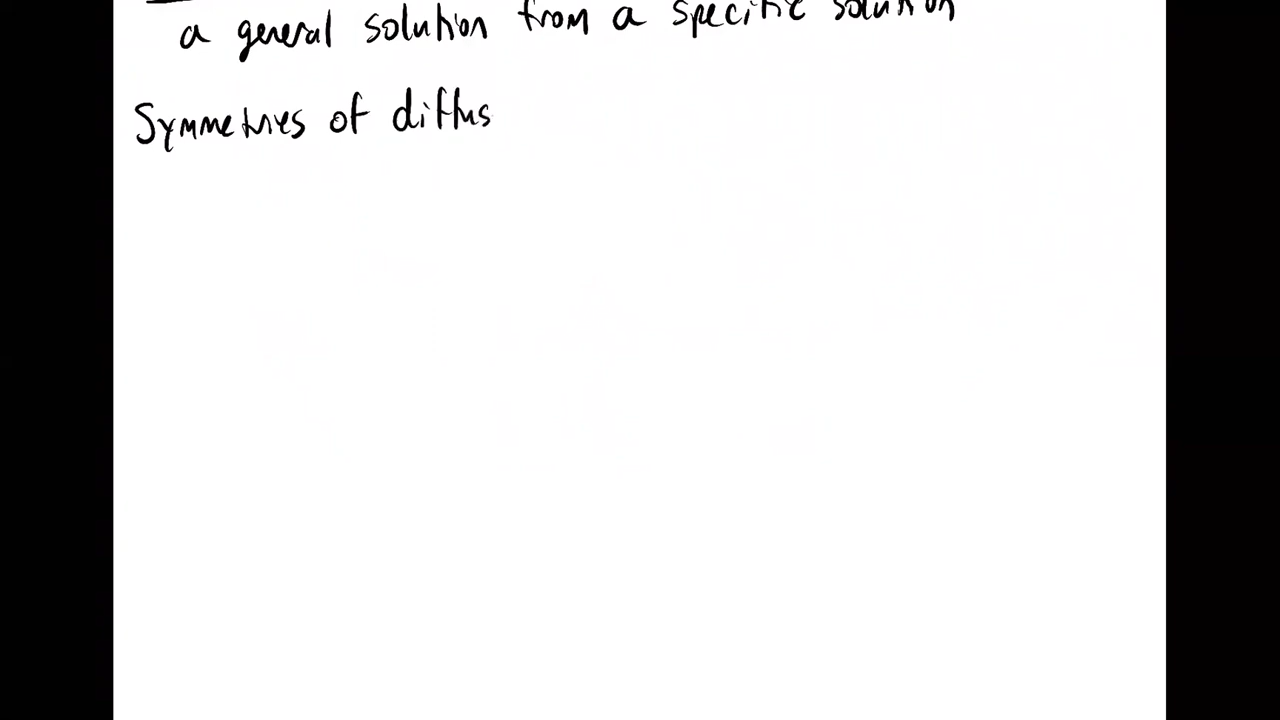 a general solution from a specific solution
Symmetries of diffus